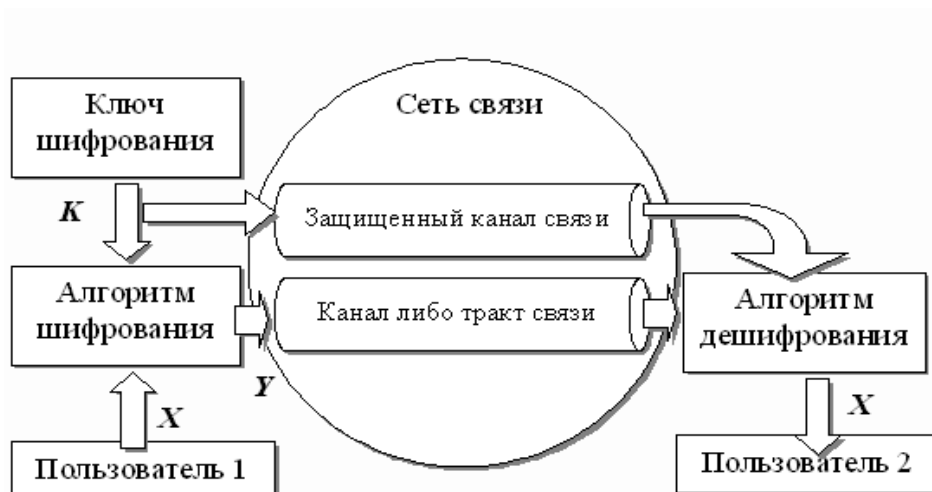 Ключ
шифрования
Сеть связи
K
Защищенный канал связи
Алгоритм
шифрования
Канал либо тракт связи
Алгоритм
дешифрования
Y
X
X
Пользователь 1
Пользователь 2